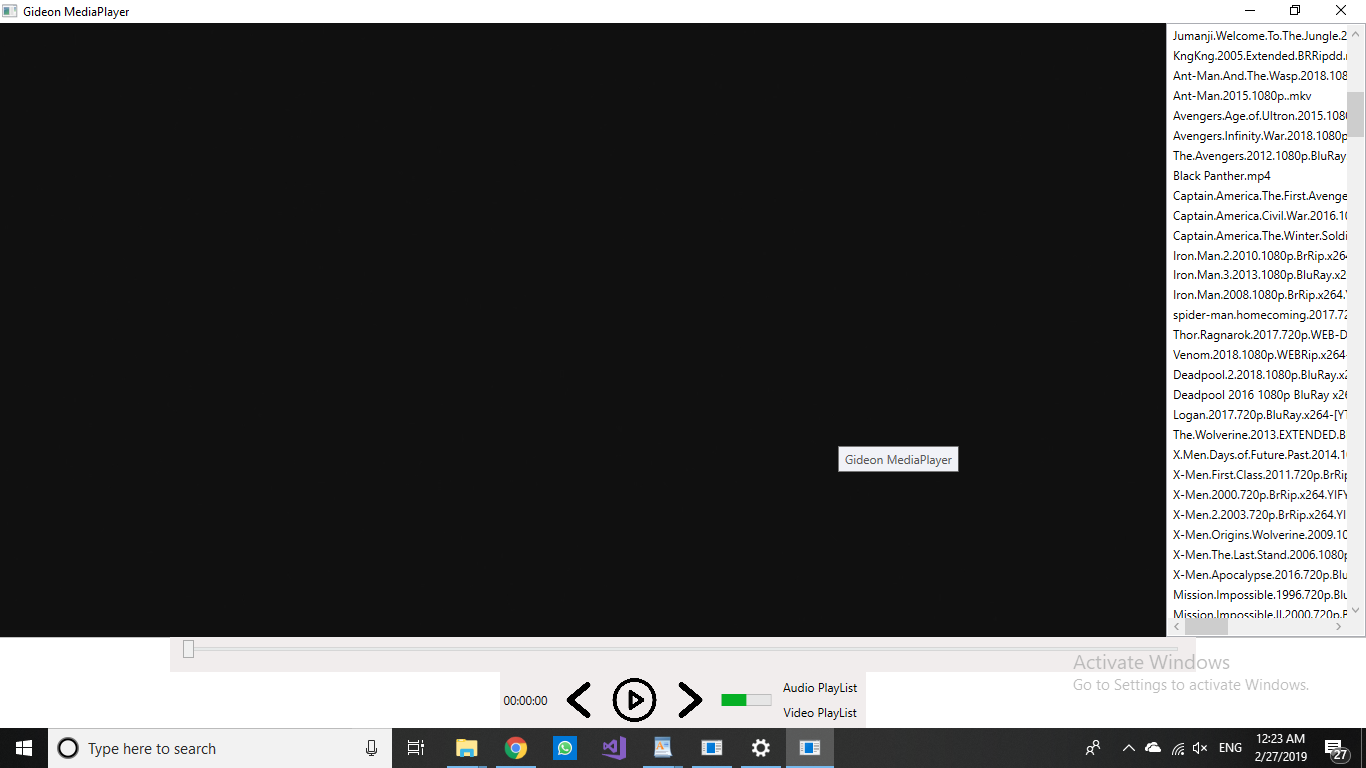 Gideon MediaPlayer
Jumanji.Welcome.To.The.Jungle.2
KngKng.2005.Extended.BRRipdd.
Ant-Man.And.The.Wasp.2018.108
Ant-Man.2015.1080p..mkv
Avengers.Age.of.Ultron.2015.108
Avengers.Infinity.War.2018.1080p
The.Avengers.2012.1080p.BluRay
Black Panther.mp4
Captain.America.The.First.Avenge
Captain.America.Civil.War.2016.1
Captain.America.The.Winter.Soldi
Iron.Man.2.2010.1080p.BrRip.x264
Iron.Man.3.2013.1080p.BluRay.x2
Iron.Man.2008.1080p.BrRip.x264.
spider-man.homecoming.2017.72
Thor.Ragnarok.2017.720p.WEB-D
Venom.2018.1080p.WEBRip.x264-
Deadpool.2.2018.1080p.BluRay.x2
Deadpool 2016 1080p BluRay x26
Logan.2017.720p.BluRay.x264-[YT
The.Wolverine.2013.EXTENDED.B
X.Men.Days.of.Future.Past.2014.1
X-Men.First.Class.2011.720p.BrRip
X-Men.2000.720p.BrRip.x264.YIFY
X-Men.2.2003.720p.BrRip.x264.YI
X-Men.Origins.Wolverine.2009.10
X-Men.The.Last.Stand.2006.1080p
X-Men.Apocalypse.2016.720p.Blu
Mission.Impossible.1996.720p.Blu
Mission.Impossible.II.2000.720p.
Gideon MediaPlayer
Activate Windows
Go to Settings to activate Windows.
00:00:00
Audio PlayList
Video PlayList
Type here to search
ENG
12:23 AM
2/27/2019
27